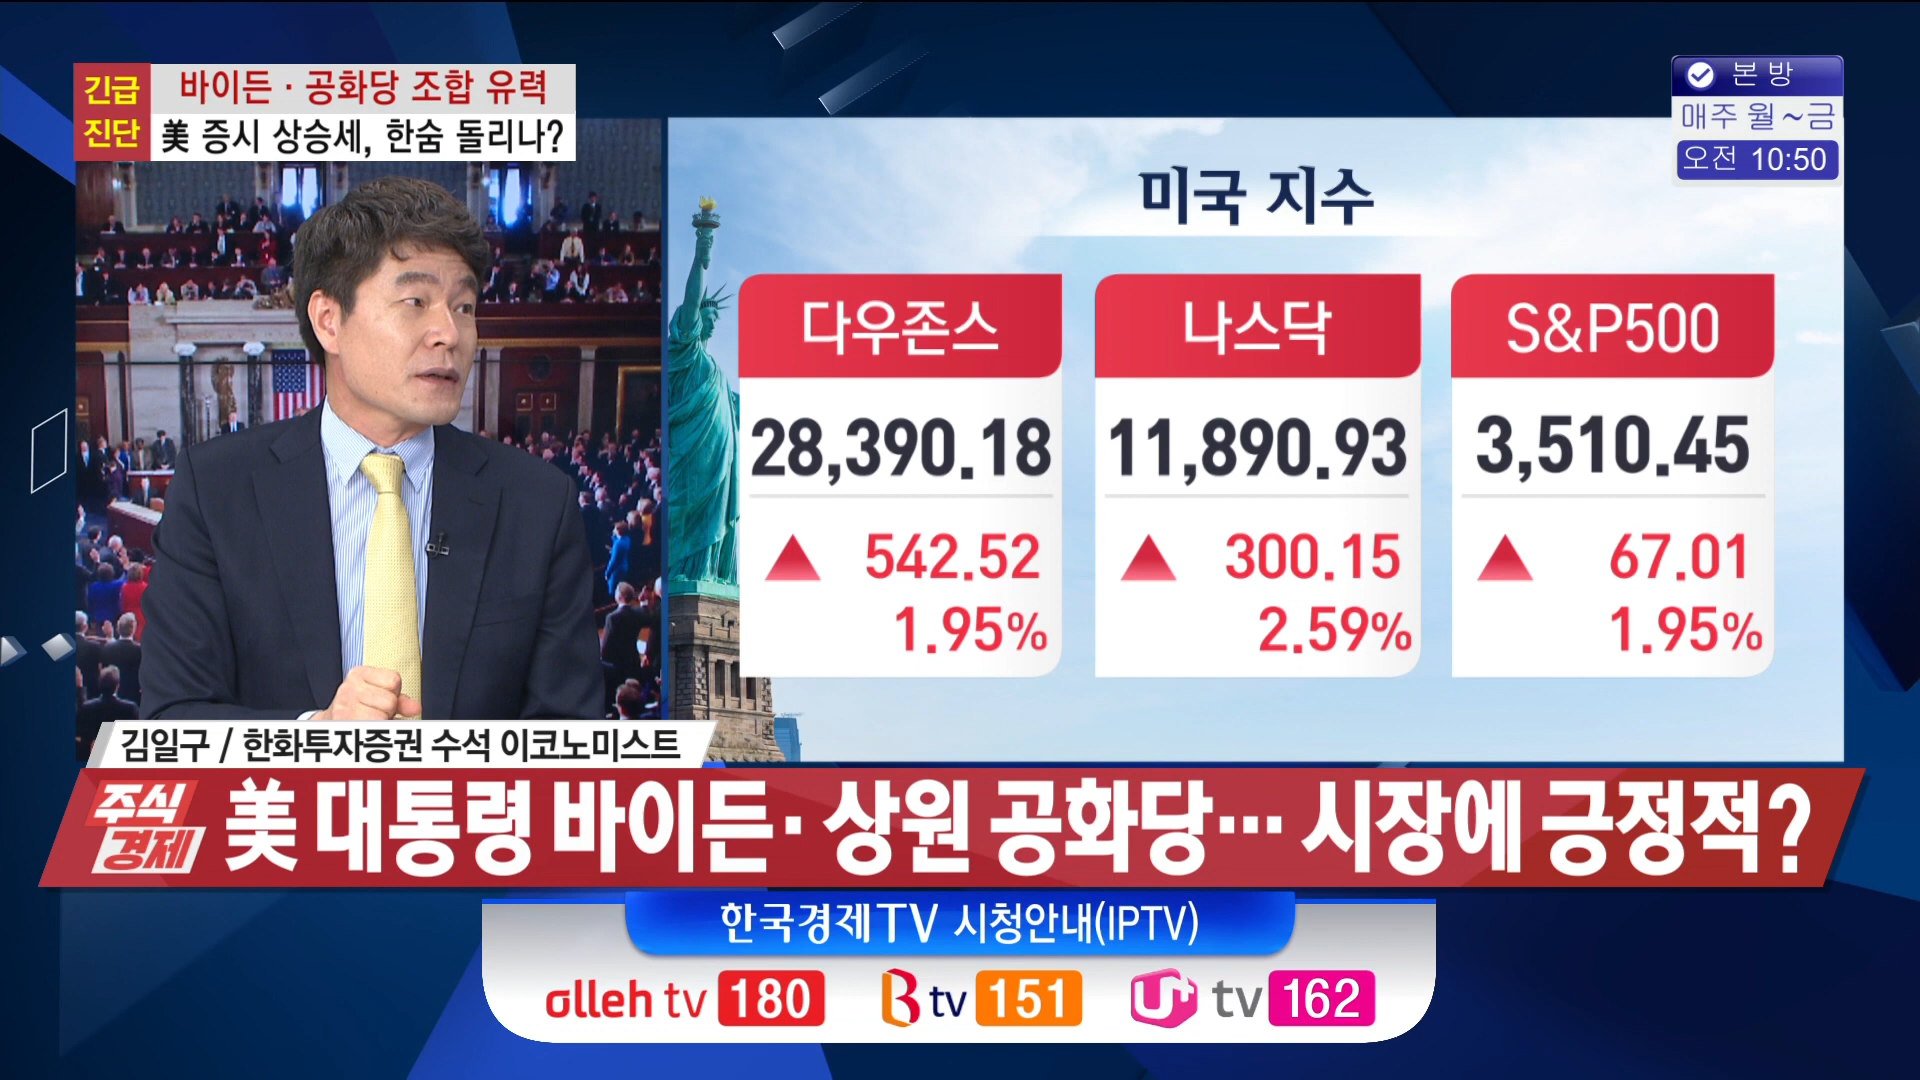 긴급
진단
바이든 · 공화당 조합 유력
美 증시 상승세, 한숨 돌리나?
본 방
매주 월~금
오전 10:50
미국 지수
다우존스
28,390.18
▲ 542.52
1.95%
나스닥
11,890.93
▲ 300.15
2.59%
S&P500
3,510.45
▲ 67.01
1.95%
김일구 / 한화투자증권 수석 이코노미스트
주식
경제
美 대통령 바이든· 상원 공화당… 시장에 긍정적?
한국경제TV 시청안내(IPTV)
olleh tv 180
B tv 151
U+ tv 162